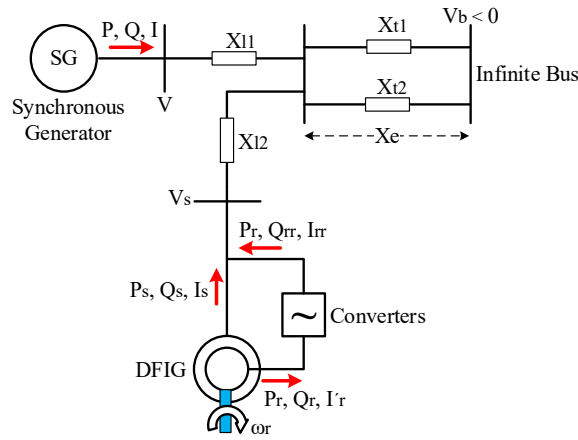 P, Q, I
SG
Synchronous
Generator
V
Xl1
Xt1
Vb < 0
Infinite Bus
Xt2
Xe
Xl2
Vs
Pr, Qrr, Irr
Ps, Qs, Is
~
Converters
DFIG
Pr, Qr, I´r
ωr